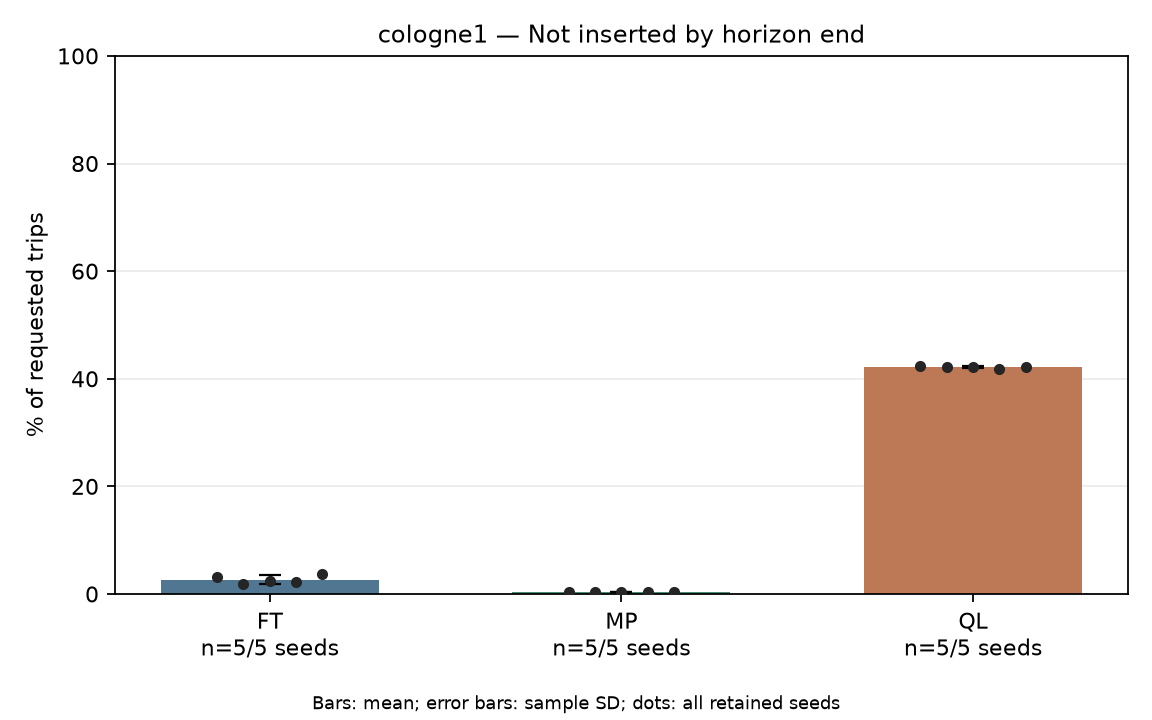 cologne1 — Not inserted by horizon end
% of requested trips
100
80
60
40
20
0
FT
n=5/5 seeds
MP
n=5/5 seeds
QL
n=5/5 seeds
Bars: mean; error bars: sample SD; dots: all retained seeds